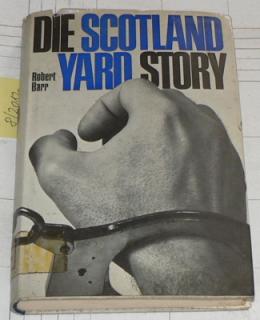 DIE SCOTLAND
YARD STORY
Robert
Barr